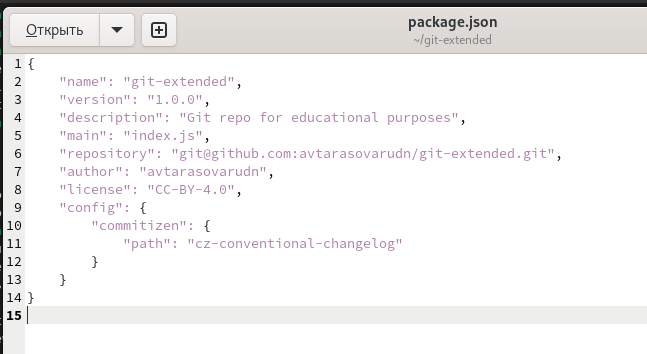 Открыть
package.json
~/git-extended
1 {
2     "name": "git-extended",
3     "version": "1.0.0",
4     "description": "Git repo for educational purposes",
5     "main": "index.js",
6     "repository": "git@github.com:avtarasovarudn/git-extended.git",
7     "author": "avtarasovarudn",
8     "license": "CC-BY-4.0",
9     "config": {
10         "commitizen": {
11             "path": "cz-conventional-changelog"
12         }
13     }
14 }
15